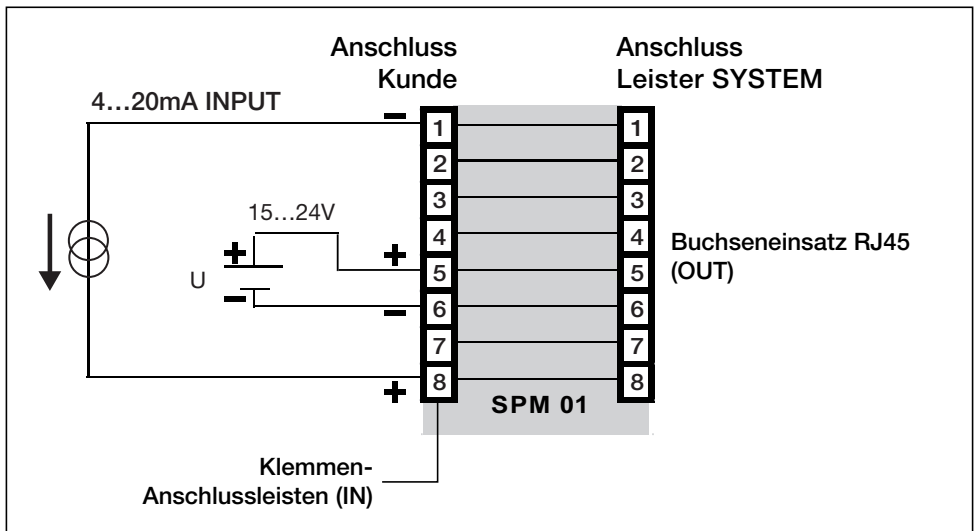 Anschluss
Kunde
Anschluss
Leister SYSTEM
4...20mA INPUT
−
1
1
2
2
3
3
15...24V
4
4
+
+
5
5
Buchseneinsatz RJ45
(OUT)
U
−
−
6
6
7
7
+
8
8
SPM 01
Klemmen-
Anschlussleisten (IN)